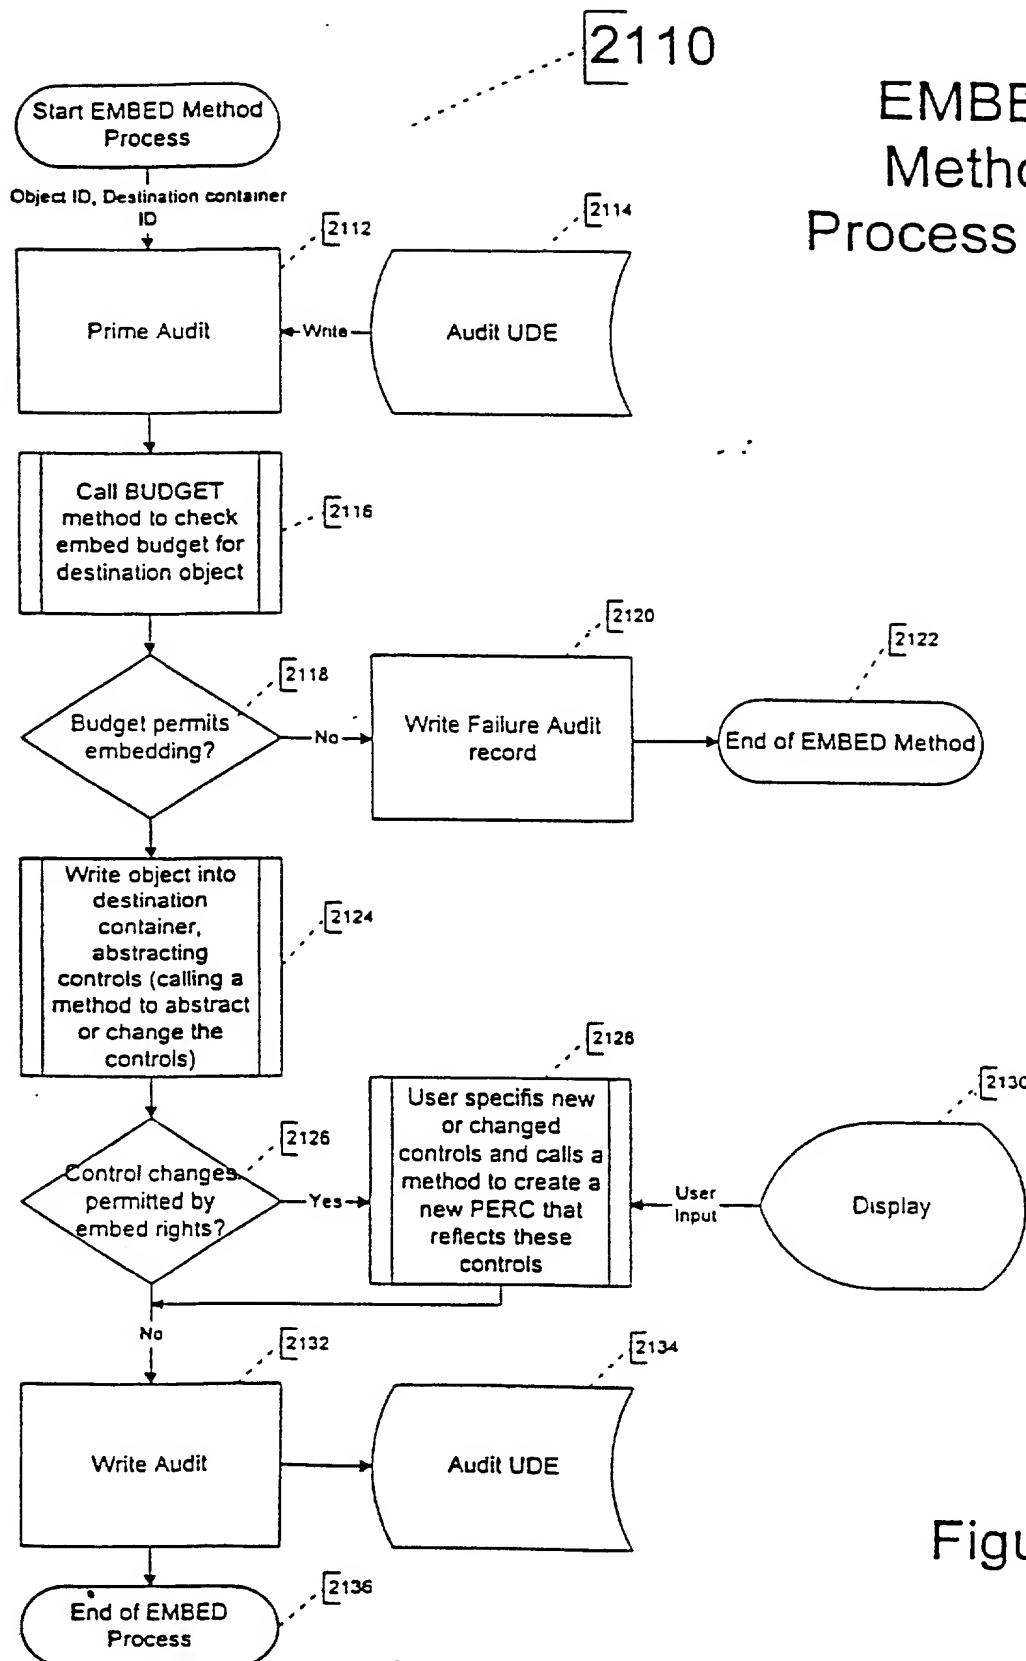 2110
EMBE
Metho
Process
Start EMBED Method
Process
Object ID, Destination container
ID
2112
2114
Prime Audit
Write
Audit UDE
Call BUDGET
method to check
embed budget for
destination object
2116
2118
Budget permits
embedding?
No
2120
Write Failure Audit
record
2122
End of EMBED Method
Write object into
destination
container,
abstracting
controls (calling a
method to abstract
or change the
controls)
2124
2126
Control changes
permitted by
embed rights?
Yes
2128
User specifis new
or changed
controls and calls a
method to create a
new PERC that
reflects these
controls
User
Input
2130
Display
No
2132
2134
Write Audit
Audit UDE
Figu
2136
End of EMBED
Process